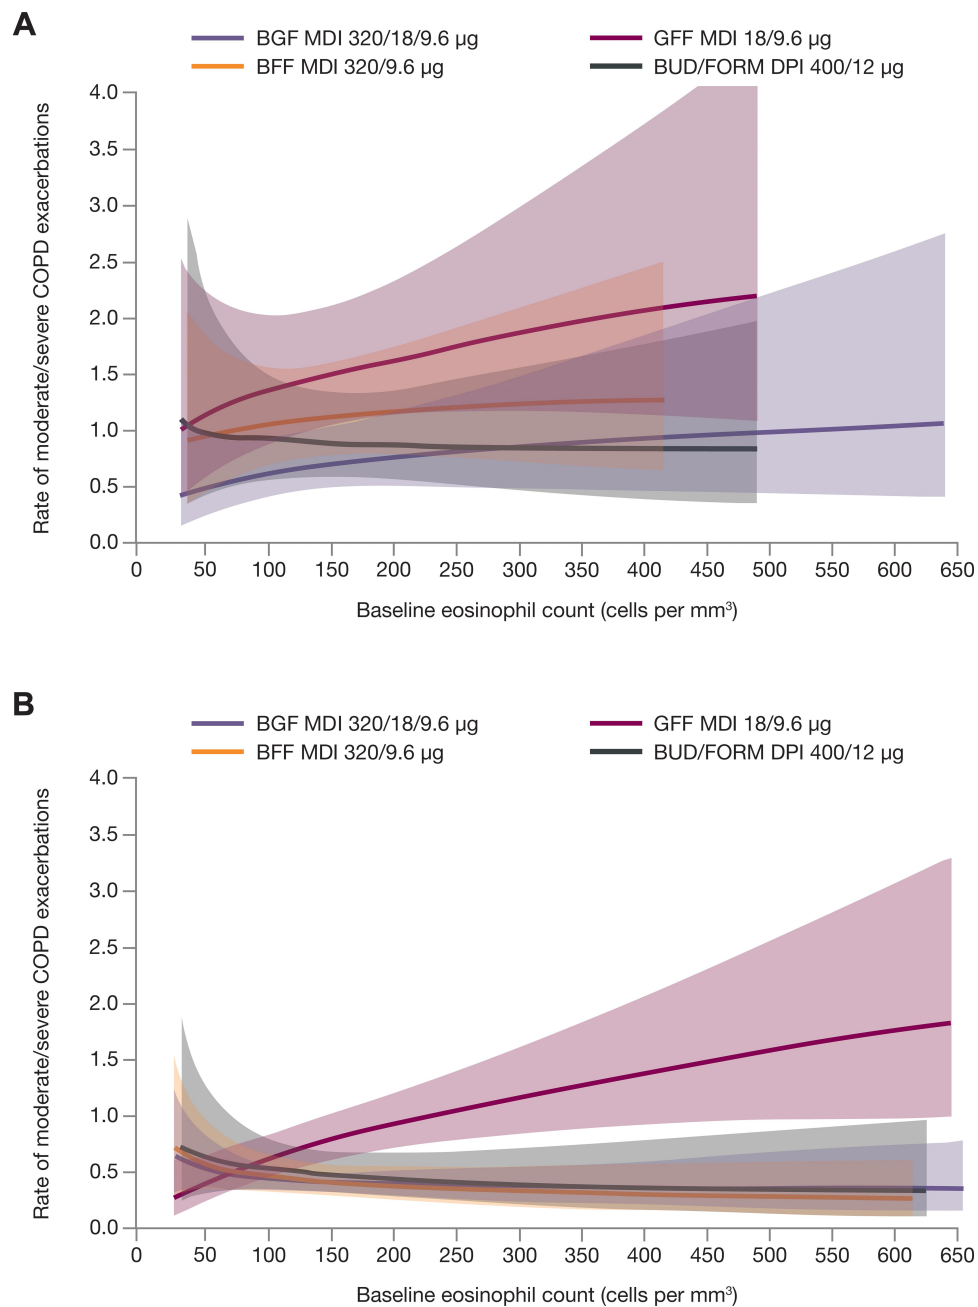 A
BGF MDI 320/18/9.6 µg
GFF MDI 18/9.6 µg
BFF MDI 320/9.6 µg
BUD/FORM DPI 400/12 µg
Rate of moderate/severe COPD exacerbations
4.0
3.5
3.0
2.5
2.0
1.5
1.0
0.5
0.0
0 50 100 150 200 250 300 350 400 450 500 550 600 650
Baseline eosinophil count (cells per mm³)
B
BGF MDI 320/18/9.6 µg
GFF MDI 18/9.6 µg
BFF MDI 320/9.6 µg
BUD/FORM DPI 400/12 µg
Rate of moderate/severe COPD exacerbations
4.0
3.5
3.0
2.5
2.0
1.5
1.0
0.5
0.0
0 50 100 150 200 250 300 350 400 450 500 550 600 650
Baseline eosinophil count (cells per mm³)